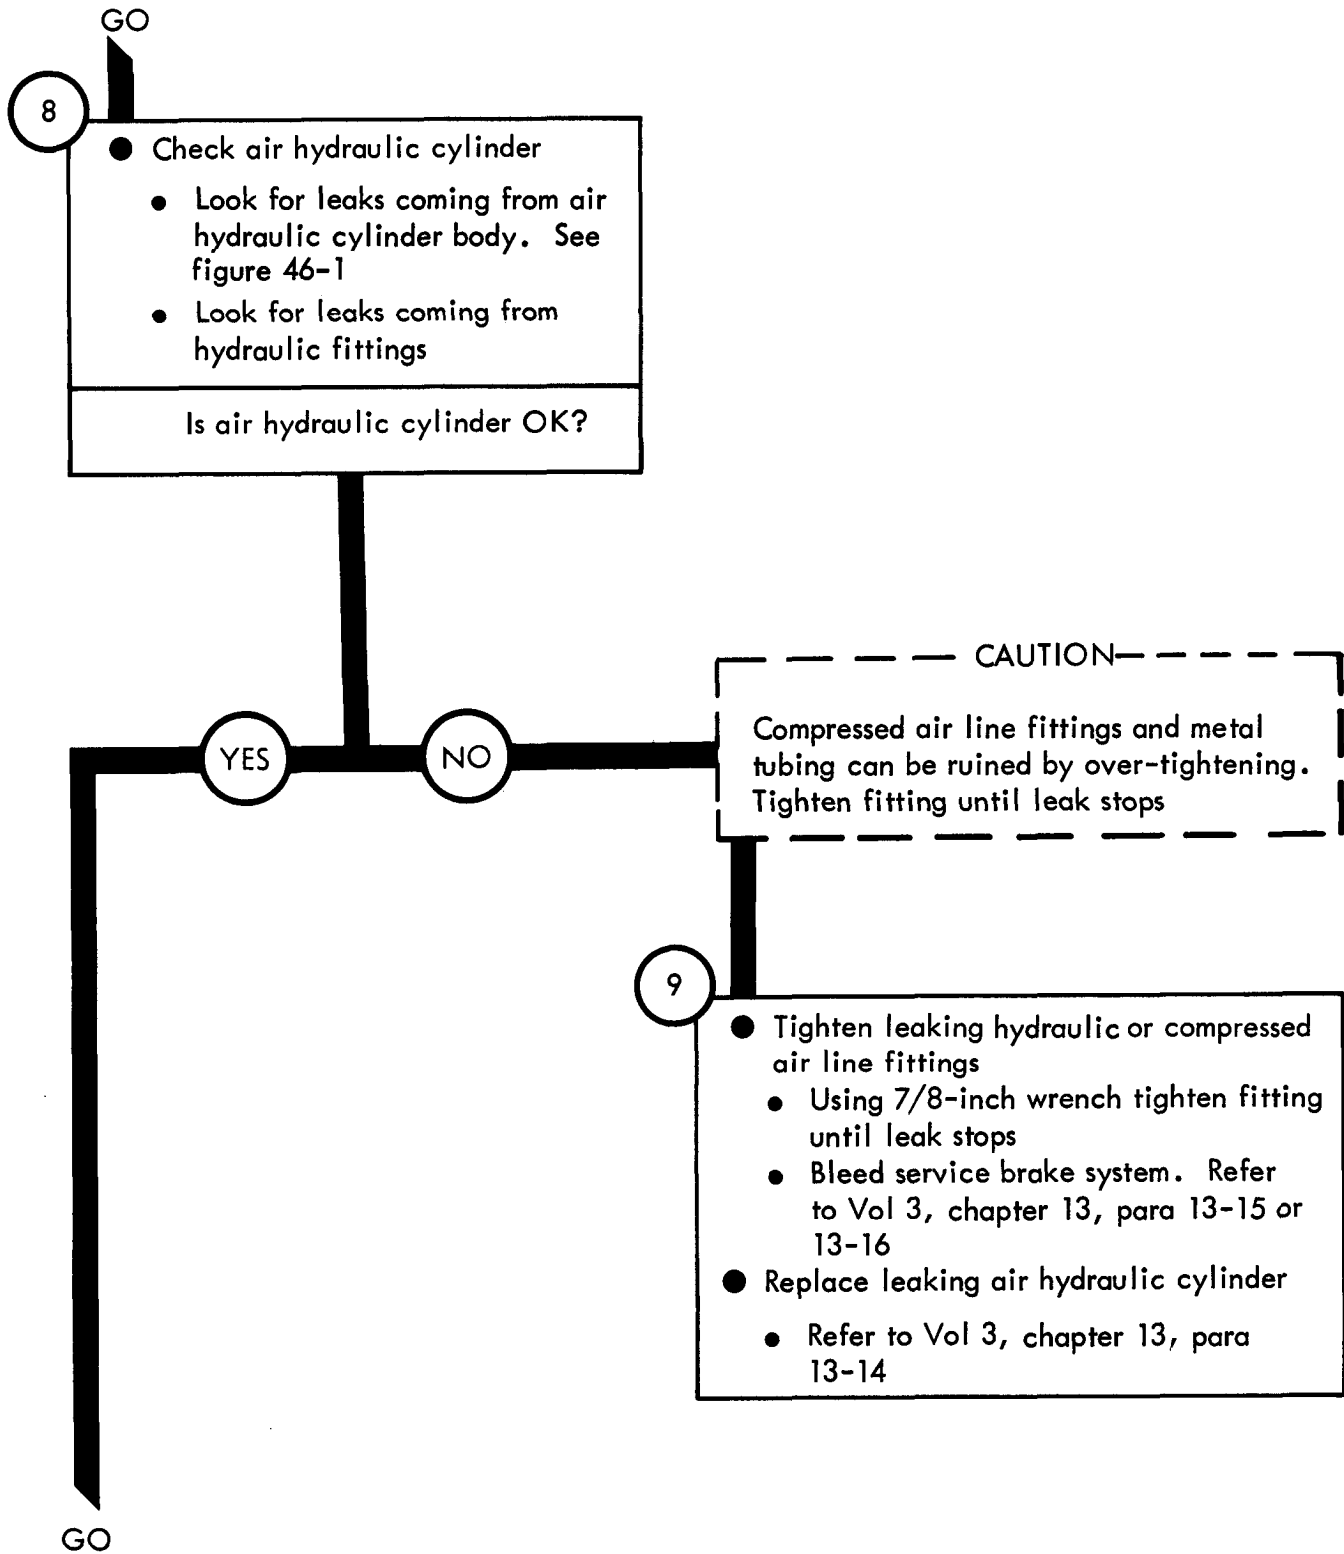 GO
8
● Check air hydraulic cylinder
● Look for leaks coming from air
hydraulic cylinder body. See
figure 46-1
● Look for leaks coming from
hydraulic fittings
Is air hydraulic cylinder OK?
YES
NO
CAUTION
Compressed air line fittings and metal
tubing can be ruined by over-tightening.
Tighten fitting until leak stops
9
● Tighten leaking hydraulic or compressed
air line fittings
● Using 7/8-inch wrench tighten fitting
until leak stops
● Bleed service brake system. Refer
to Vol 3, chapter 13, para 13-15 or
13-16
● Replace leaking air hydraulic cylinder
● Refer to Vol 3, chapter 13, para
13-14
GO